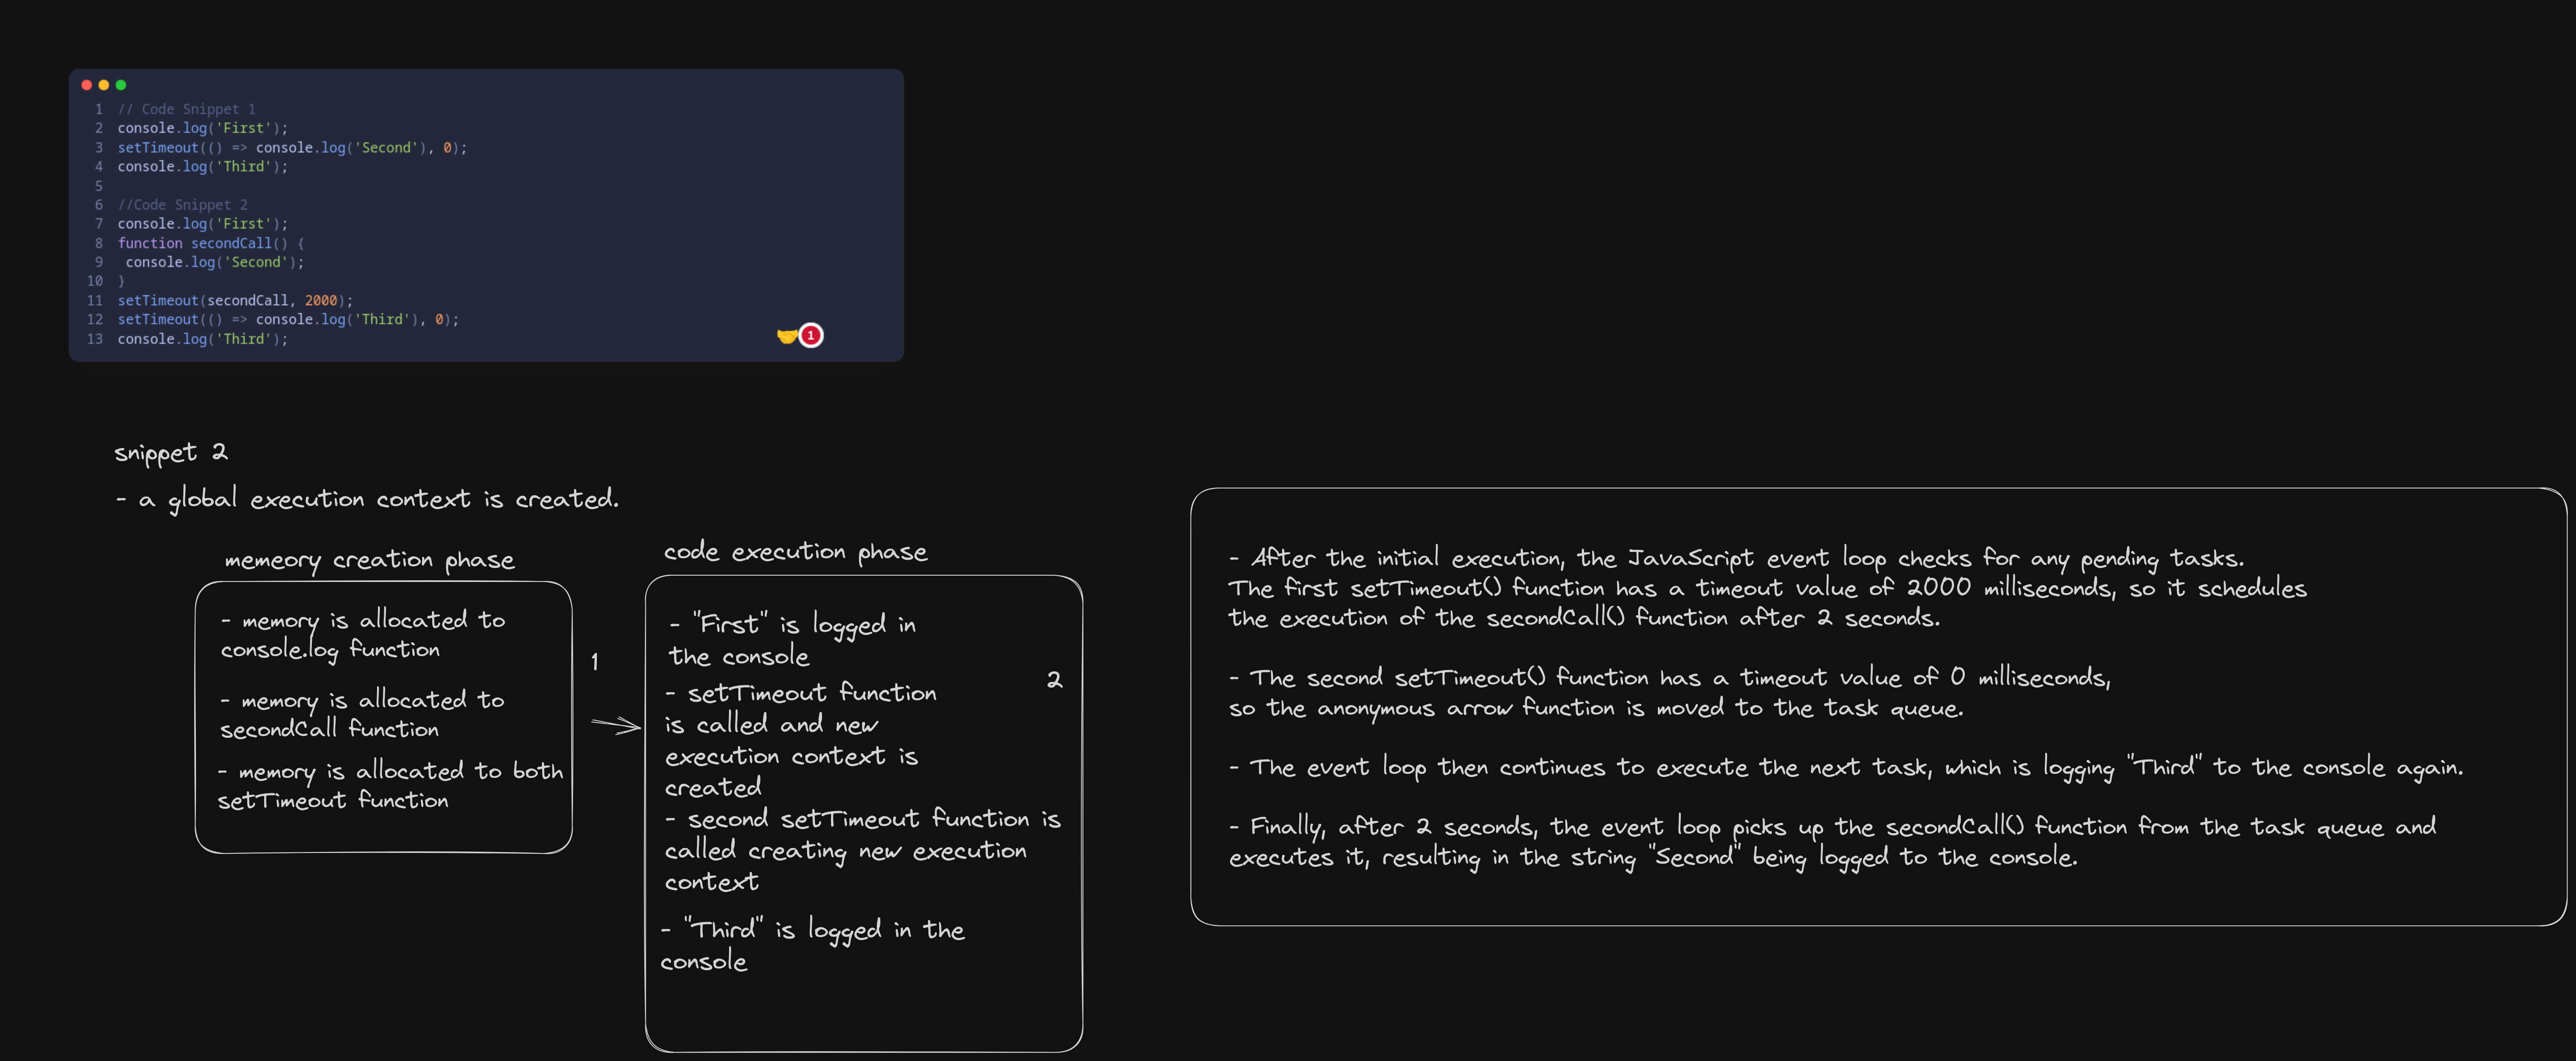 1 // Code Snippet 1
2 console.log('First');
3 setTimeout(() => console.log('Second'), 0);
4 console.log('Third');
5
6 //Code Snippet 2
7 console.log('First');
8 function secondCall() {
9  console.log('Second');
10 }
11 setTimeout(secondCall, 2000);
12 setTimeout(() => console.log('Third'), 0);
13 console.log('Third');
1
snippet 2
- a global execution context is created.
memeory creation phase
- memory is allocated to
console.log function
- memory is allocated to
secondCall function
- memory is allocated to both
setTimeout function
1
code execution phase
- "First" is logged in
the console
2
- setTimeout function
is called and new
execution context is
created
- second setTimeout function is
called creating new execution
context
- "Third" is logged in the
console
- After the initial execution, the JavaScript event loop checks for any pending tasks.
The first setTimeout() function has a timeout value of 2000 milliseconds, so it schedules
the execution of the secondCall() function after 2 seconds.
- The second setTimeout() function has a timeout value of 0 milliseconds,
so the anonymous arrow function is moved to the task queue.
- The event loop then continues to execute the next task, which is logging "Third" to the console again.
- Finally, after 2 seconds, the event loop picks up the secondCall() function from the task queue and
executes it, resulting in the string "Second" being logged to the console.